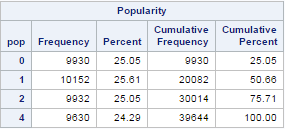 Popularity
pop Frequency Percent Cumulative Frequency Cumulative Percent
0 9930 25.05 9930 25.05
1 10152 25.61 20082 50.66
2 9932 25.05 30014 75.71
4 9630 24.29 39644 100.00